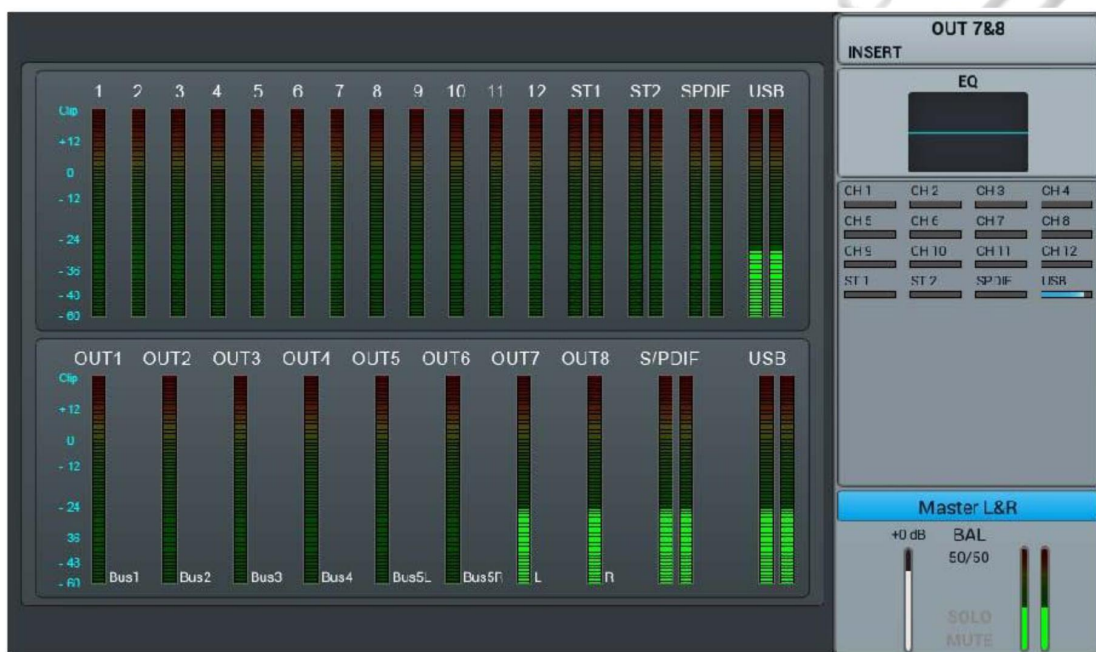 OUT 7&8
INSERT
EQ
1 2 3 4 5 6 7 8 9 10 11 12 ST1 ST2 SPDIF USB
Clip
+12
0
- 12
- 24
- 36
- 43
- 60
CH 1 CH 2 CH 3 CH 4
CH 5 CH 6 CH 7 CH 8
CH 9 CH 10 CH 11 CH 12
ST 1 ST 2 SPDIF USB
OUT1 OUT2 OUT3 OUT4 OUT5 OUT6 OUT7 OUT8 S/PDIF USB
Clip
+12
0
- 12
- 24
36
- 43
- 60
Bus1 Bus2 Bus3 Bus4 Bus5L Bus5R L R
Master L&R
+0 dB BAL
50/50
SOLO
MUTE